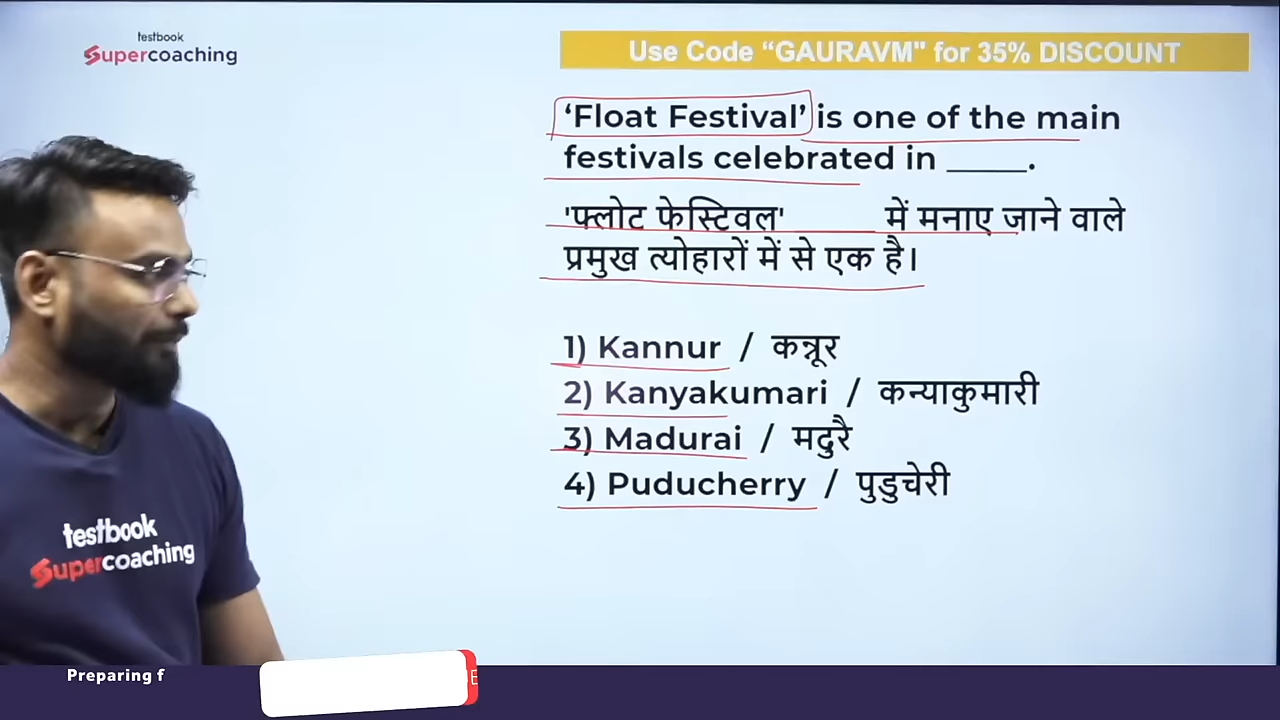 testbook
Supercoaching
Use Code “GAURAVM" for 35% DISCOUNT
‘Float Festival’ is one of the main
festivals celebrated in _____.
'फ्लोट फेस्टिवल' में मनाए जाने वाले
प्रमुख त्योहारों में से एक है।
1) Kannur / कन्नूर
2) Kanyakumari / कन्याकुमारी
3) Madurai / मदुरै
4) Puducherry / पुडुचेरी
testbook
Supercoaching
Preparing f
E